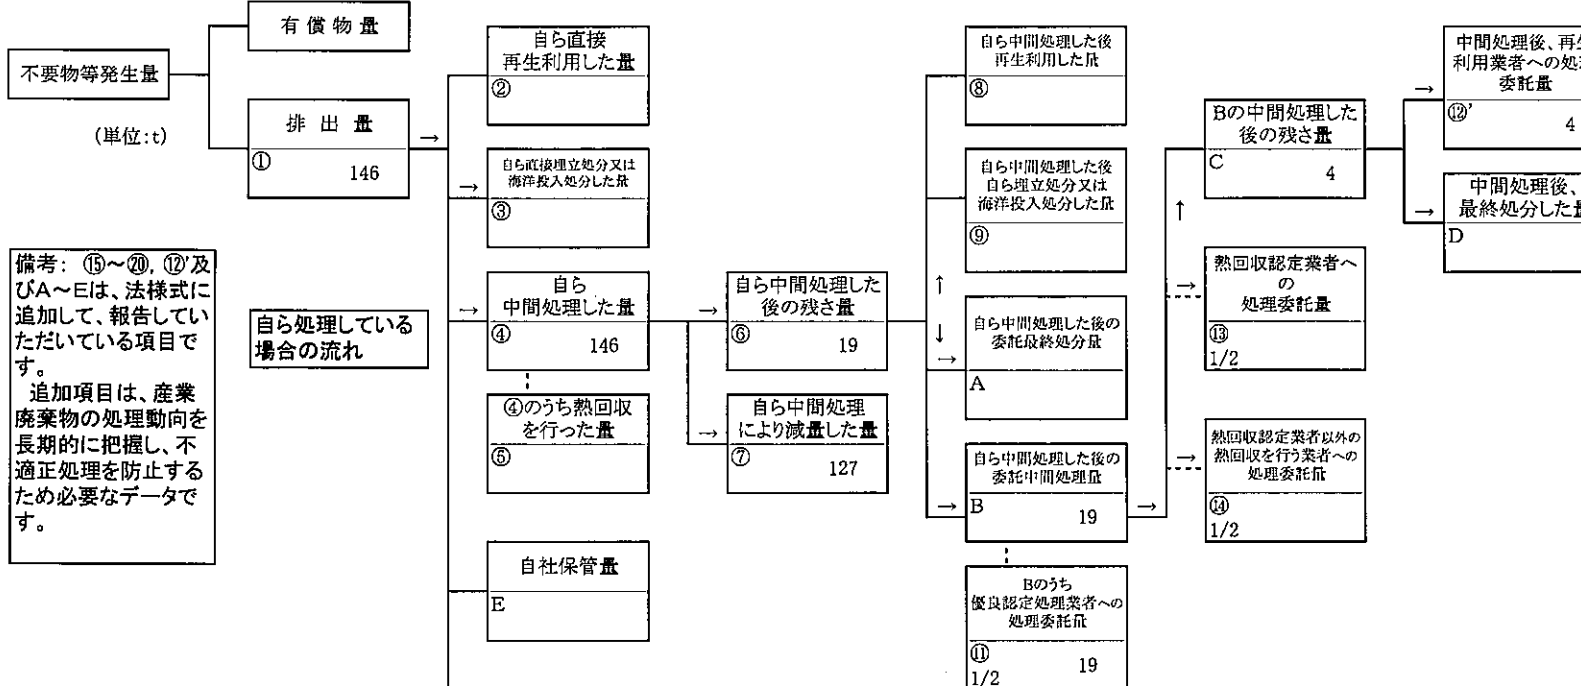 不要物等発生量
(単位:t)
有償物量
排出量
①
146
→
備考: ⑮～⑳, ⑫'及
びA～Eは、法様式に
追加して、報告してい
ただいている項目で
す。
追加項目は、産業
廃棄物の処理動向を
長期的に把握し、不
適正処理を防止する
ため必要なデータで
す。
自ら処理している
場合の流れ
自ら直接
再生利用した量
②
→
自ら直接埋立処分又は
海洋投入処分した量
③
→
自ら
中間処理した量
④
146
④のうち熱回収
を行った量
⑤
自社保管量
E
→
自ら中間処理した
後の残さ量
⑥
19
→
自ら中間処理
により減量した量
⑦
127
自ら中間処理した後
再生利用した量
⑧
自ら中間処理した後
自ら埋立処分又は
海洋投入処分した量
⑨
↑
↓
→
自ら中間処理した後の
委託最終処分量
A
→
自ら中間処理した後の
委託中間処理量
B
19
→
Bのうち
優良認定処理業者への
処理委託量
⑪
19
1/2
Bの中間処理した
後の残さ量
C
4
↑
→
熱回収認定業者へ
の
処理委託量
⑬
1/2
→
熱回収認定業者以外の
熱回収を行う業者への
処理委託量
⑭
1/2
→
中間処理後、再生
利用業者への処理
委託量
⑫'
4
→
中間処理後、
最終処分した量
D